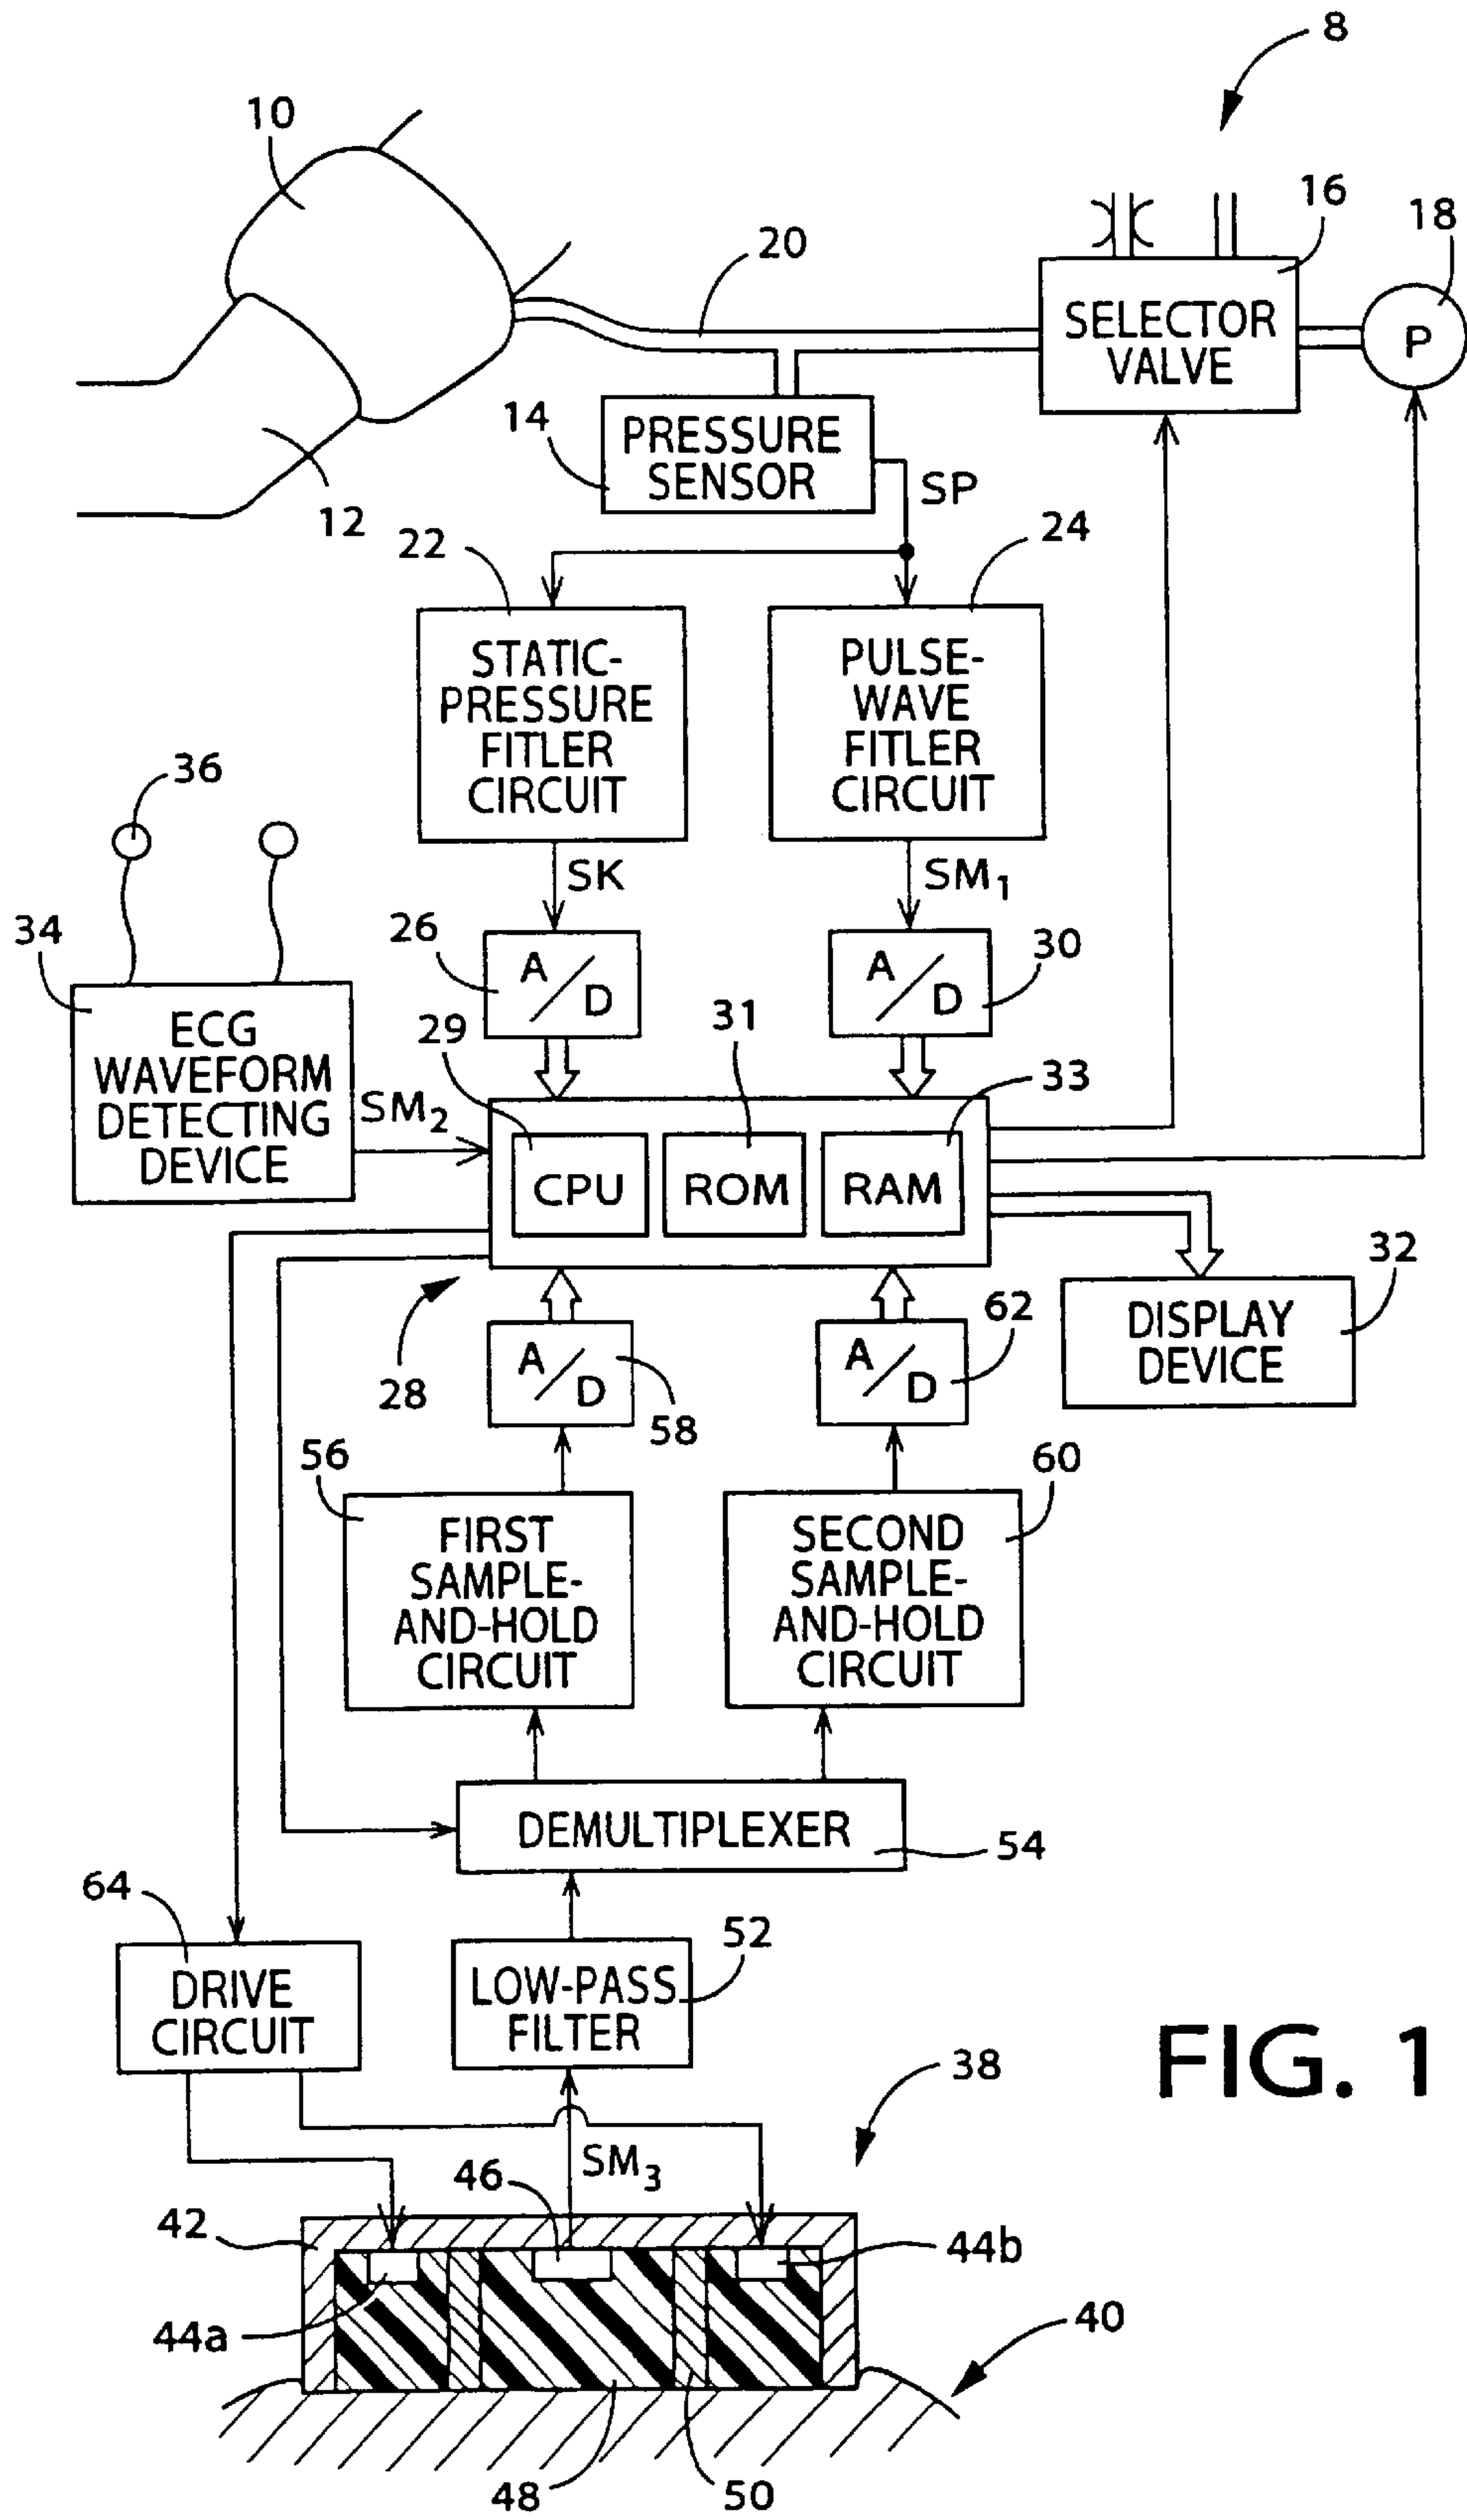 8
10
16
18
20
SELECTOR
VALVE
P
14
PRESSURE
SENSOR
SP
12
22
24
STATIC-
PRESSURE
FITLER
CIRCUIT
PULSE-
WAVE
FITLER
CIRCUIT
36
SK
SM1
34
26
A/D
30
A/D
ECG
WAVEFORM
DETECTING
DEVICE
29
31
33
SM2
CPU
ROM
RAM
32
DISPLAY
DEVICE
28
A/D
58
62
A/D
56
60
FIRST
SAMPLE-
AND-HOLD
CIRCUIT
SECOND
SAMPLE-
AND-HOLD
CIRCUIT
DEMULTIPLEXER
54
64
52
DRIVE
CIRCUIT
LOW-PASS
FILTER
38
FIG. 1
46
SM3
42
44b
44a
40
48
50